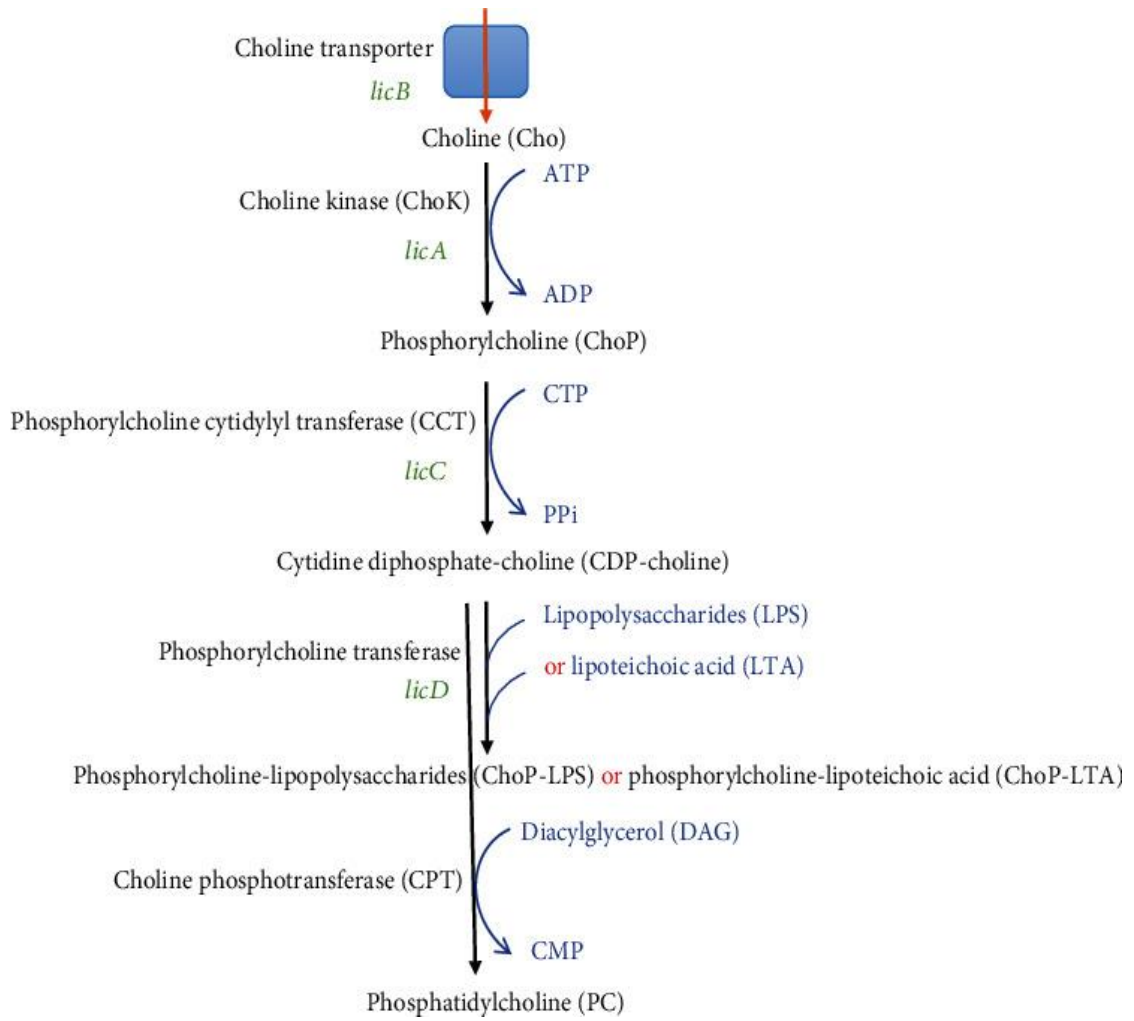 Choline transporter
licB
Choline (Cho)
ATP
Choline kinase (ChoK)
licA
ADP
Phosphorylcholine (ChoP)
CTP
Phosphorylcholine cytidylyl transferase (CCT)
licC
PPi
Cytidine diphosphate-choline (CDP-choline)
Lipopolysaccharides (LPS)
Phosphorylcholine transferase
or lipoteichoic acid (LTA)
licD
Phosphorylcholine-lipopolysaccharides (ChoP-LPS) or phosphorylcholine-lipoteichoic acid (ChoP-LTA)
Diacylglycerol (DAG)
Choline phosphotransferase (CPT)
CMP
Phosphatidylcholine (PC)